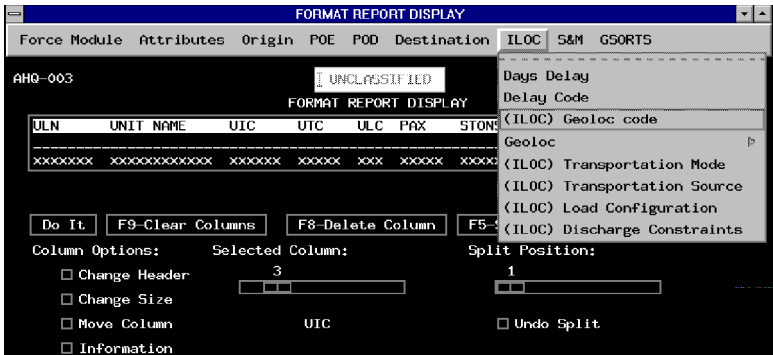 FORMAT REPORT DISPLAY
Force Module Attributes Origin POE POD Destination ILOC S&M GSORTS
AHQ-003
UNCLASSIFIED
FORMAT REPORT DISPLAY
ULN UNIT NAME UIC UTC ULC PAX
xxxxxxx xxxxxxxxxxxx xxxxxx xxxxx xxx xxxxx
Days Delay
Delay Code
(ILOC) Geoloc code
Geoloc
(ILOC) Transportation Mode
(ILOC) Transportation Source
(ILOC) Load Configuration
(ILOC) Discharge Constraints
Do It F9-Clear Columns F8-Delete Column
Column Options: Selected Column: Split Position:
Change Header 3 1
Change Size
Move Column UIC Undo Split
Information